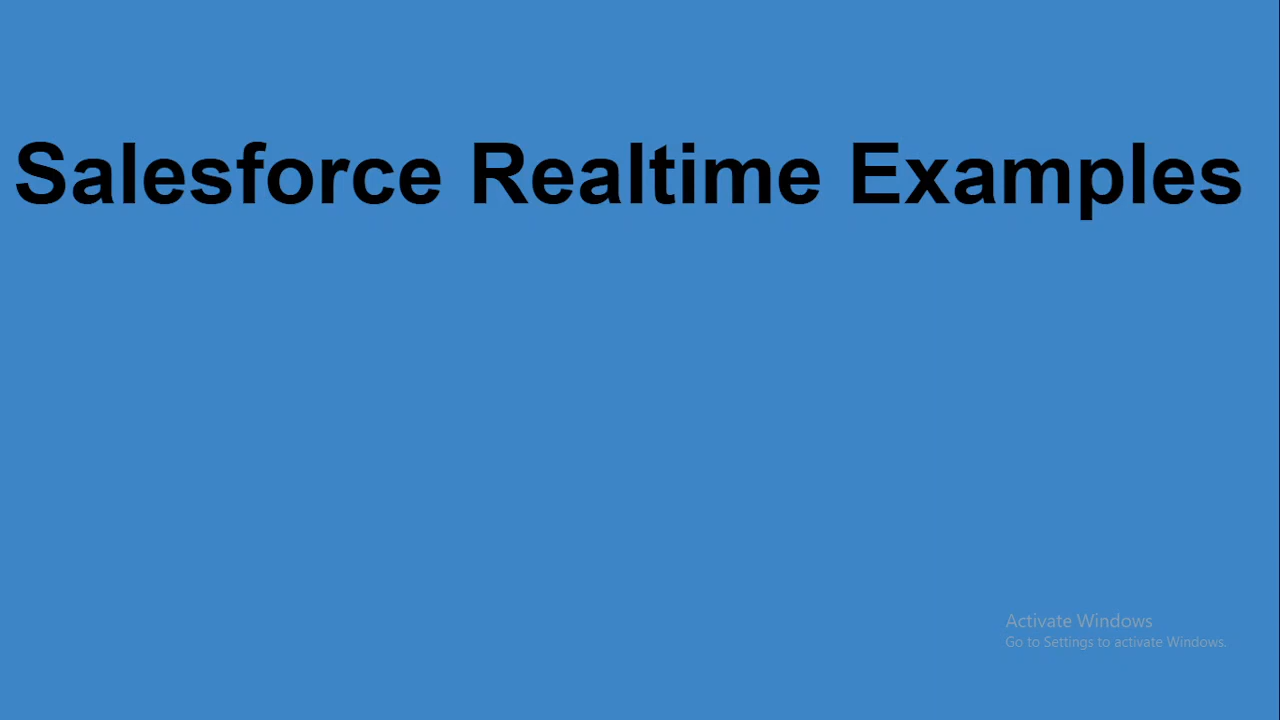 Salesforce Realtime Examples
Activate Windows
Go to Settings to activate Windows.